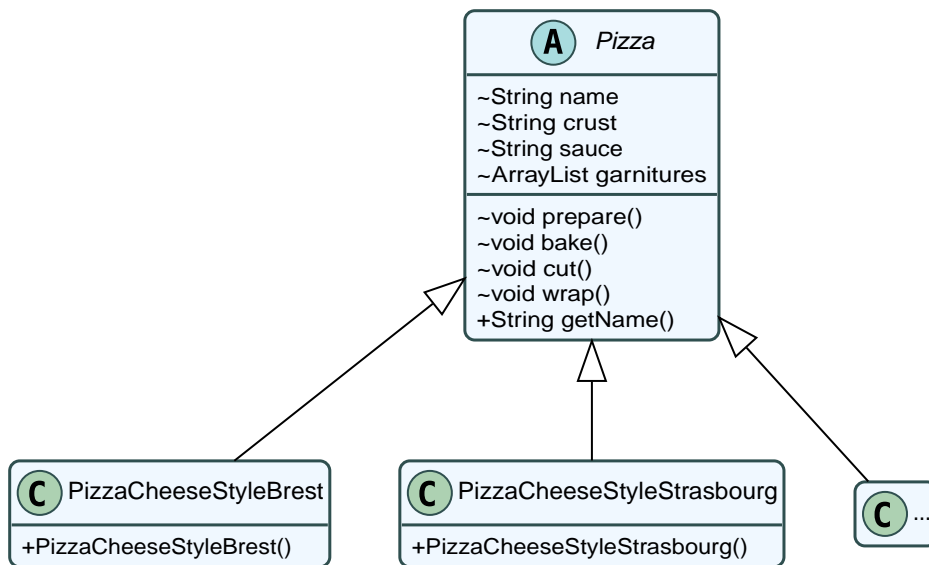 A Pizza
~String name
~String crust
~String sauce
~ArrayList garnitures
~void prepare()
~void bake()
~void cut()
~void wrap()
+String getName()
C PizzaCheeseStyleBrest
+PizzaCheeseStyleBrest()
C PizzaCheeseStyleStrasbourg
+PizzaCheeseStyleStrasbourg()
C ...